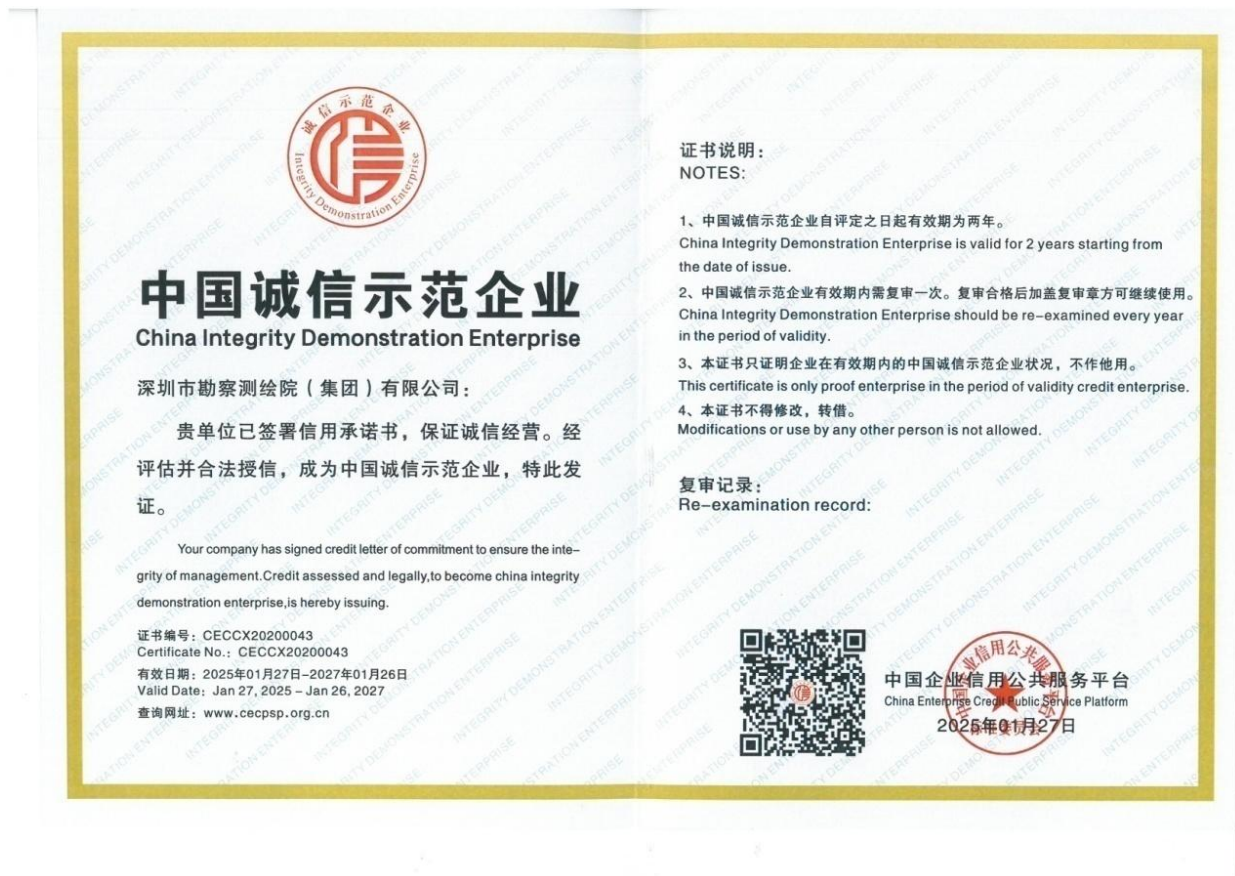 诚信示范企业
Integrity Demonstration Enterprise
中国诚信示范企业
China Integrity Demonstration Enterprise
深圳市勘察测绘院（集团）有限公司：
贵单位已签署信用承诺书，保证诚信经营。经
评估并合法授信，成为中国诚信示范企业，特此发
证。
Your company has signed credit letter of commitment to ensure the inte-
grity of management.Credit assessed and legally,to become china integrity
demonstration enterprise,is hereby issuing.
证书编号：CECCX20200043
Certificate No.：CECCX20200043
有效日期：2025年01月27日-2027年01月26日
Valid Date：Jan 27, 2025 - Jan 26, 2027
查询网址：www.cecpsp.org.cn
证书说明：
NOTES:
1、中国诚信示范企业自评定之日起有效期为两年。
China Integrity Demonstration Enterprise is valid for 2 years starting from
the date of issue.
2、中国诚信示范企业有效期内需复审一次。复审合格后加盖复审章方可继续使用。
China Integrity Demonstration Enterprise should be re-examined every year
in the period of validity.
3、本证书只证明企业在有效期内的中国诚信示范企业状况，不作他用。
This certificate is only proof enterprise in the period of validity credit enterprise.
4、本证书不得修改，转借。
Modifications or use by any other person is not allowed.
复审记录：
Re-examination record:
中国企业信用公共服务平台
China Enterprise Credit Public Service Platform
2025年01月27日
中国企业信用公共服务平台